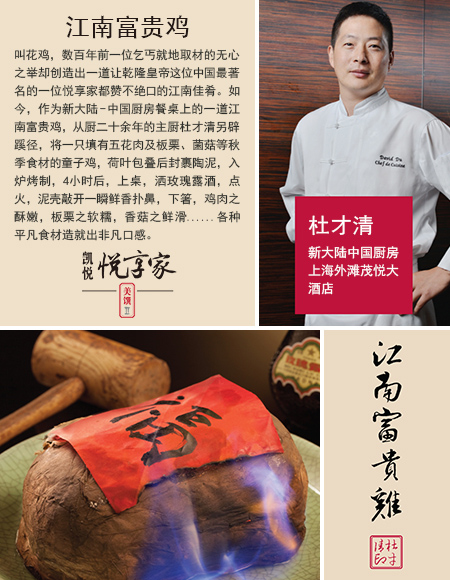 江南富贵鸡
叫花鸡，数百年前一位乞丐就地取材的无心
之举却创造出一道让乾隆皇帝这位中国最著
名的一位悦享家都赞不绝口的江南佳肴。如
今，作为新大陆-中国厨房餐桌上的一道江
南富贵鸡，从厨二十余年的主厨杜才清另辟
蹊径，将一只填有五花肉及板栗、菌菇等秋
季食材的童子鸡，荷叶包叠后封裹陶泥，入
炉烤制，4小时后，上桌，洒玫瑰露酒，点
火，泥壳敲开一瞬鲜香扑鼻，下箸，鸡肉之
酥嫩，板栗之软糯，香菇之鲜滑……各种
平凡食材造就出非凡口感。
凯悦
悦享家
美馔
David Du
Chef de Cuisine
杜才清
新大陆中国厨房
上海外滩茂悦大
酒店
江南富貴雞
杜才清印